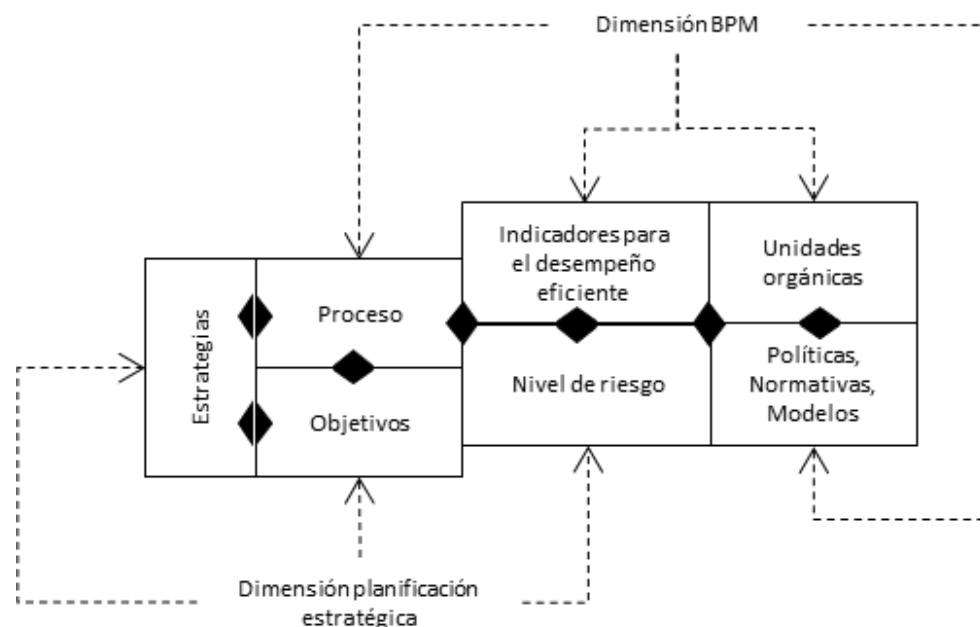 Dimensión BPM
Indicadores para
el desempeño
eficiente
Unidades
orgánicas
Estrategias
Proceso
Objetivos
Nivel de riesgo
Políticas,
Normativas,
Modelos
Dimensión planificación
estratégica